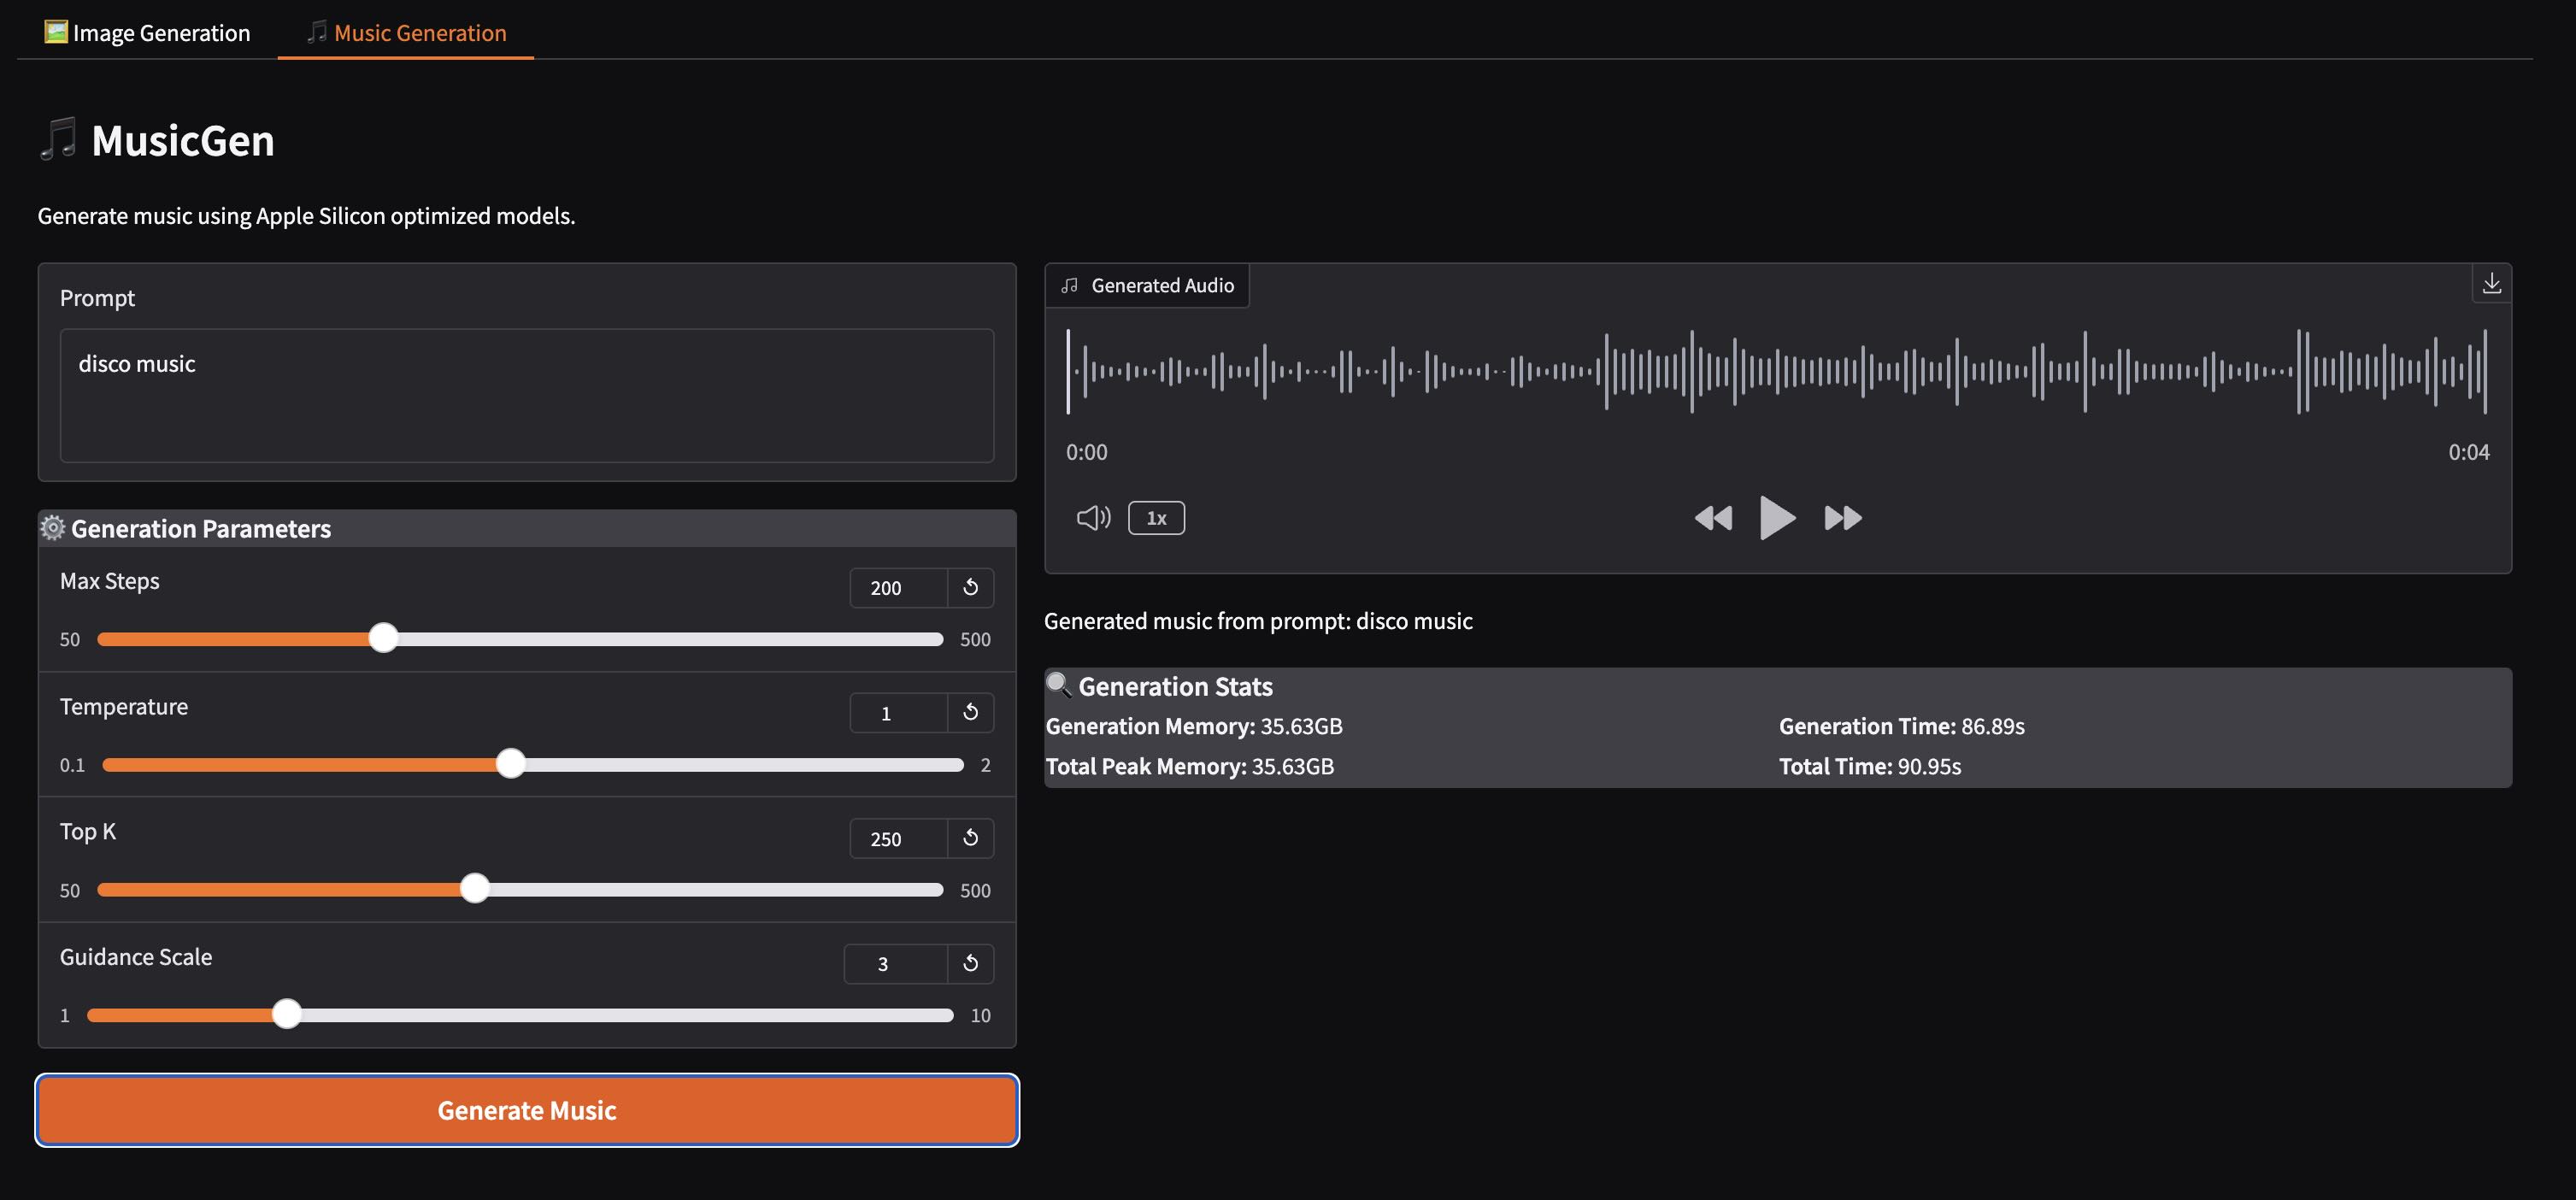 Image Generation
Music Generation
MusicGen
Generate music using Apple Silicon optimized models.
Prompt
disco music
Generation Parameters
Max Steps
200
50
500
Temperature
1
0.1
2
Top K
250
50
500
Guidance Scale
3
1
10
Generate Music
Generated Audio
0:00
0:04
1x
Generated music from prompt: disco music
Generation Stats
Generation Memory: 35.63GB
Generation Time: 86.89s
Total Peak Memory: 35.63GB
Total Time: 90.95s